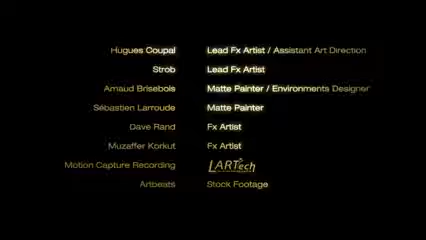 Hugues Coupal Lead Fx Artist / Assistant Art Direction
Strob Lead Fx Artist
Arnaud Brisebois Matte Painter / Environments Designer
Sébastien Larroude Matte Painter
Dave Rand Fx Artist
Muzaffer Korkut Fx Artist
Motion Capture Recording LARTech
Artbeats Stock Footage